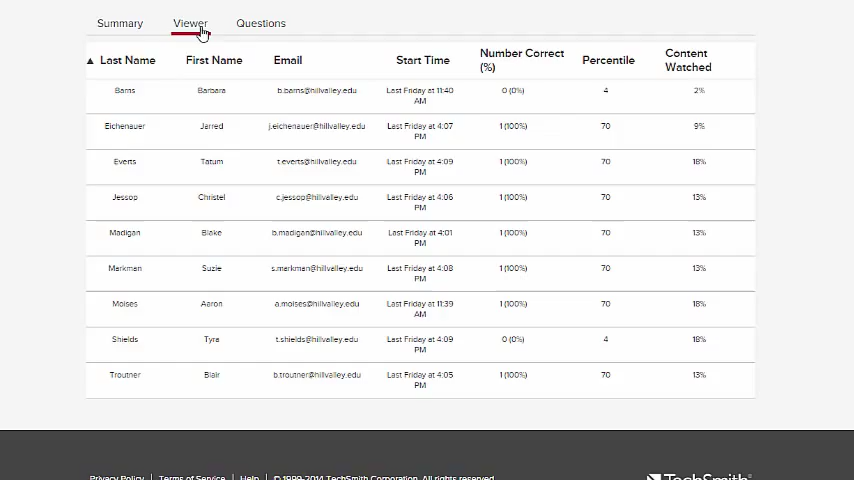 Summary Viewer Questions
▲ Last Name First Name Email Start Time Number Correct (%) Percentile Content Watched
Barns Barbara b.barns@hillvalley.edu Last Friday at 11:40 AM 0 (0%) 4 2%
Eichenauer Jarred j.eichenauer@hillvalley.edu Last Friday at 4:07 PM 1 (100%) 70 9%
Everts Tatum t.everts@hillvalley.edu Last Friday at 4:09 PM 1 (100%) 70 18%
Jessop Christel c.jessop@hillvalley.edu Last Friday at 4:06 PM 1 (100%) 70 13%
Madigan Blake b.madigan@hillvalley.edu Last Friday at 4:01 PM 1 (100%) 70 13%
Markman Suzie s.markman@hillvalley.edu Last Friday at 4:08 PM 1 (100%) 70 13%
Moises Aaron a.moises@hillvalley.edu Last Friday at 11:39 AM 1 (100%) 70 18%
Shields Tyra t.shields@hillvalley.edu Last Friday at 4:09 PM 0 (0%) 4 18%
Troutner Blair b.troutner@hillvalley.edu Last Friday at 4:05 PM 1 (100%) 70 13%
Privacy Policy | Terms of Service | Help | © 1999-2014 TechSmith Corporation. All rights reserved. TechSmith